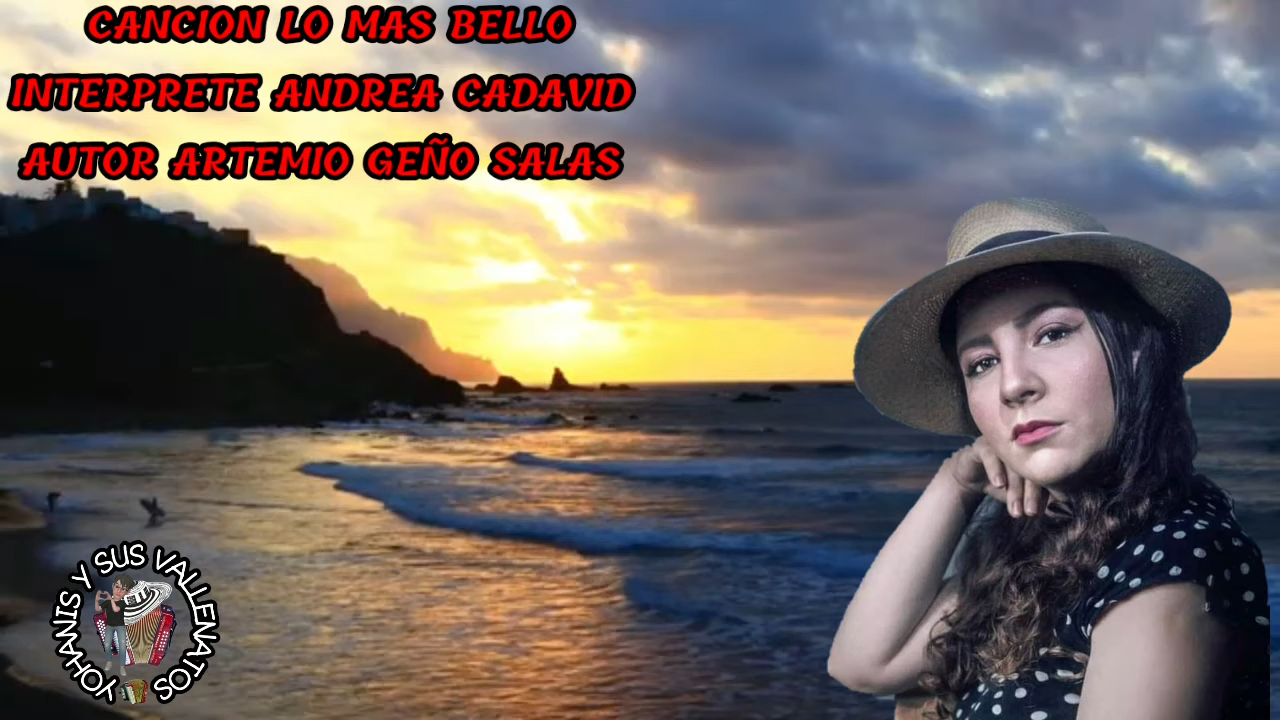 CANCION LO MAS BELLO
INTERPRETE ANDREA CADAVID
AUTOR ARTEMIO GEÑO SALAS
YOHANIS Y SUS VALLENATOS